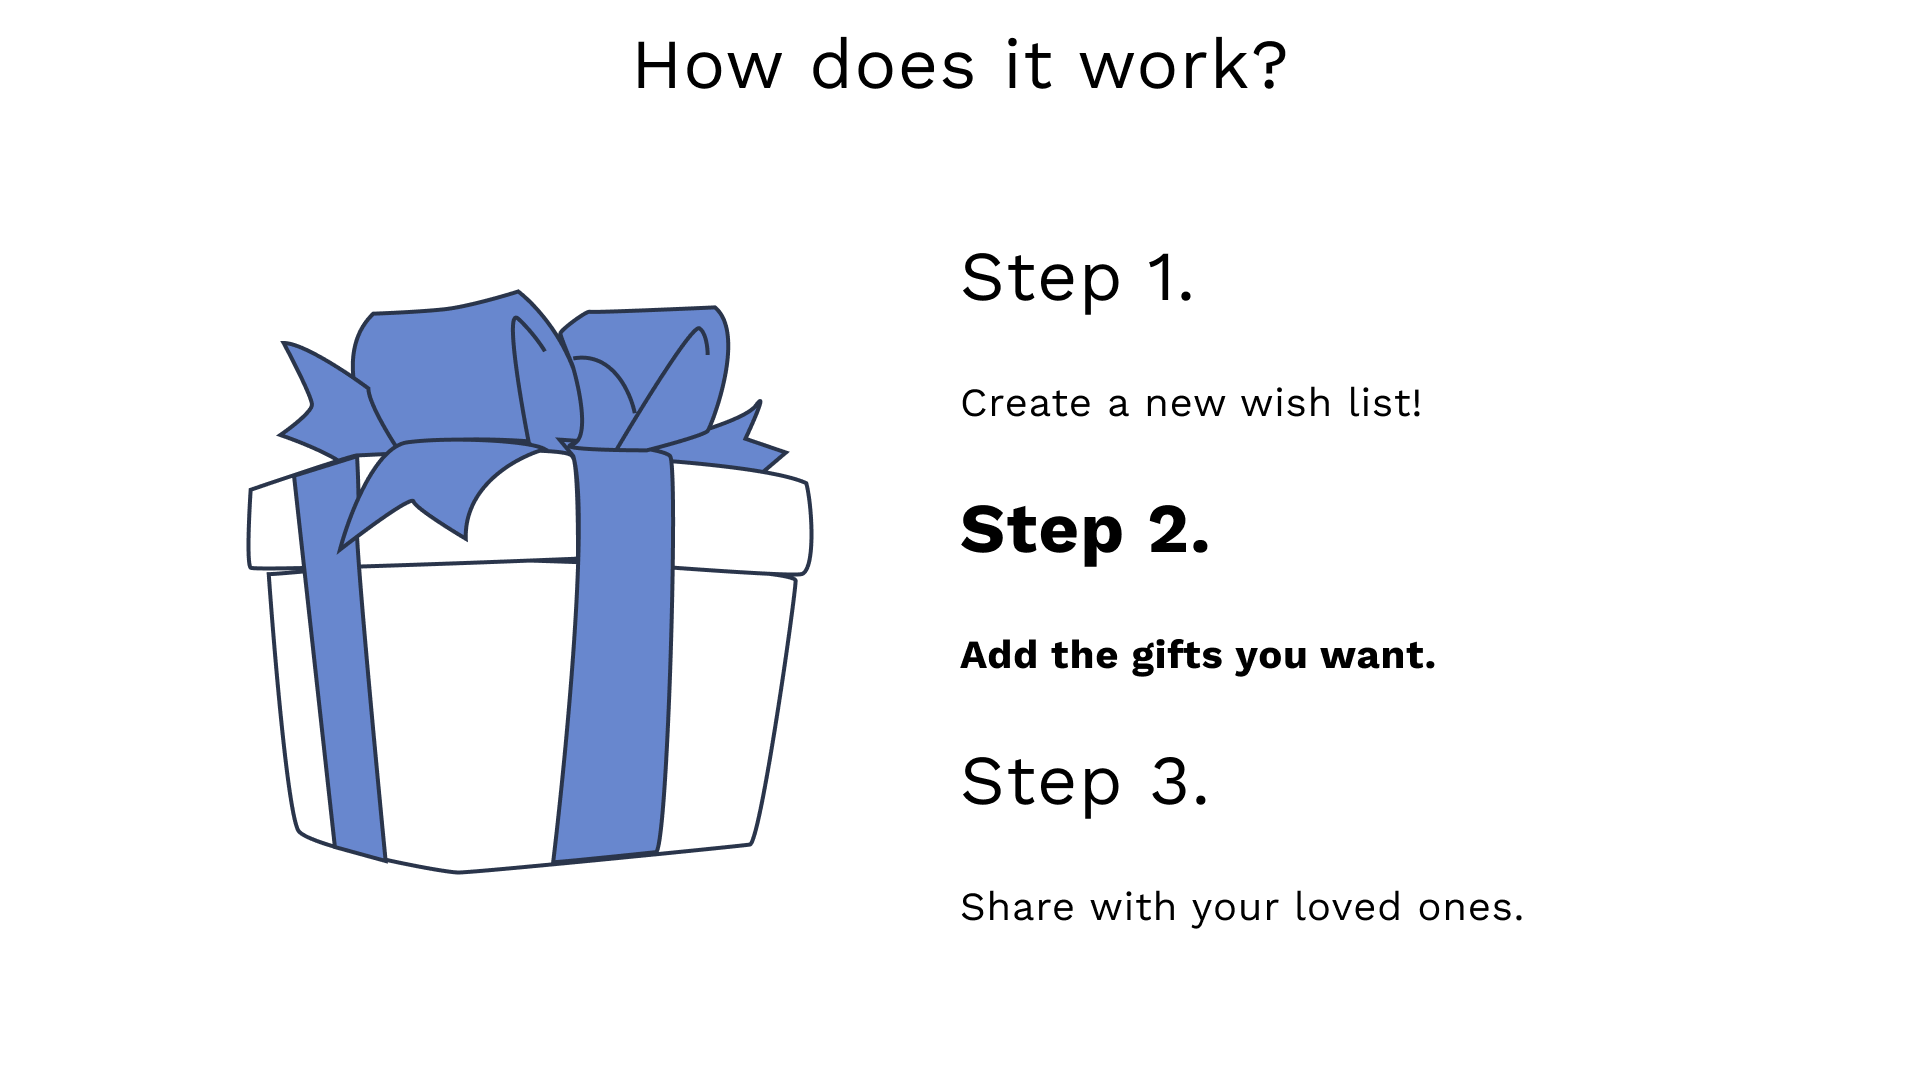 How does it work?
Step 1.
Create a new wish list!
Step 2.
Add the gifts you want.
Step 3.
Share with your loved ones.